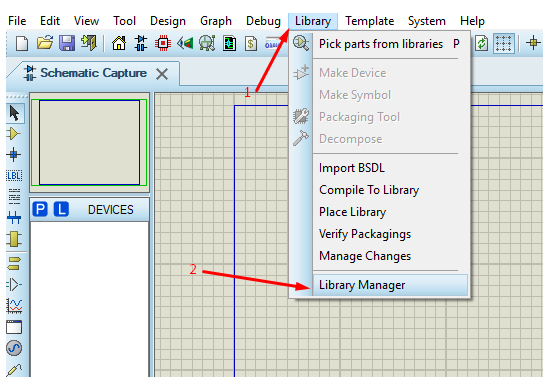 File Edit View Tool Design Graph Debug Library Template System Help
$
Schematic Capture
1
Pick parts from libraries P
Make Device
Make Symbol
Packaging Tool
Decompose
Import BSDL
Compile To Library
Place Library
Verify Packagings
Manage Changes
Library Manager
2
LBL
P L DEVICES